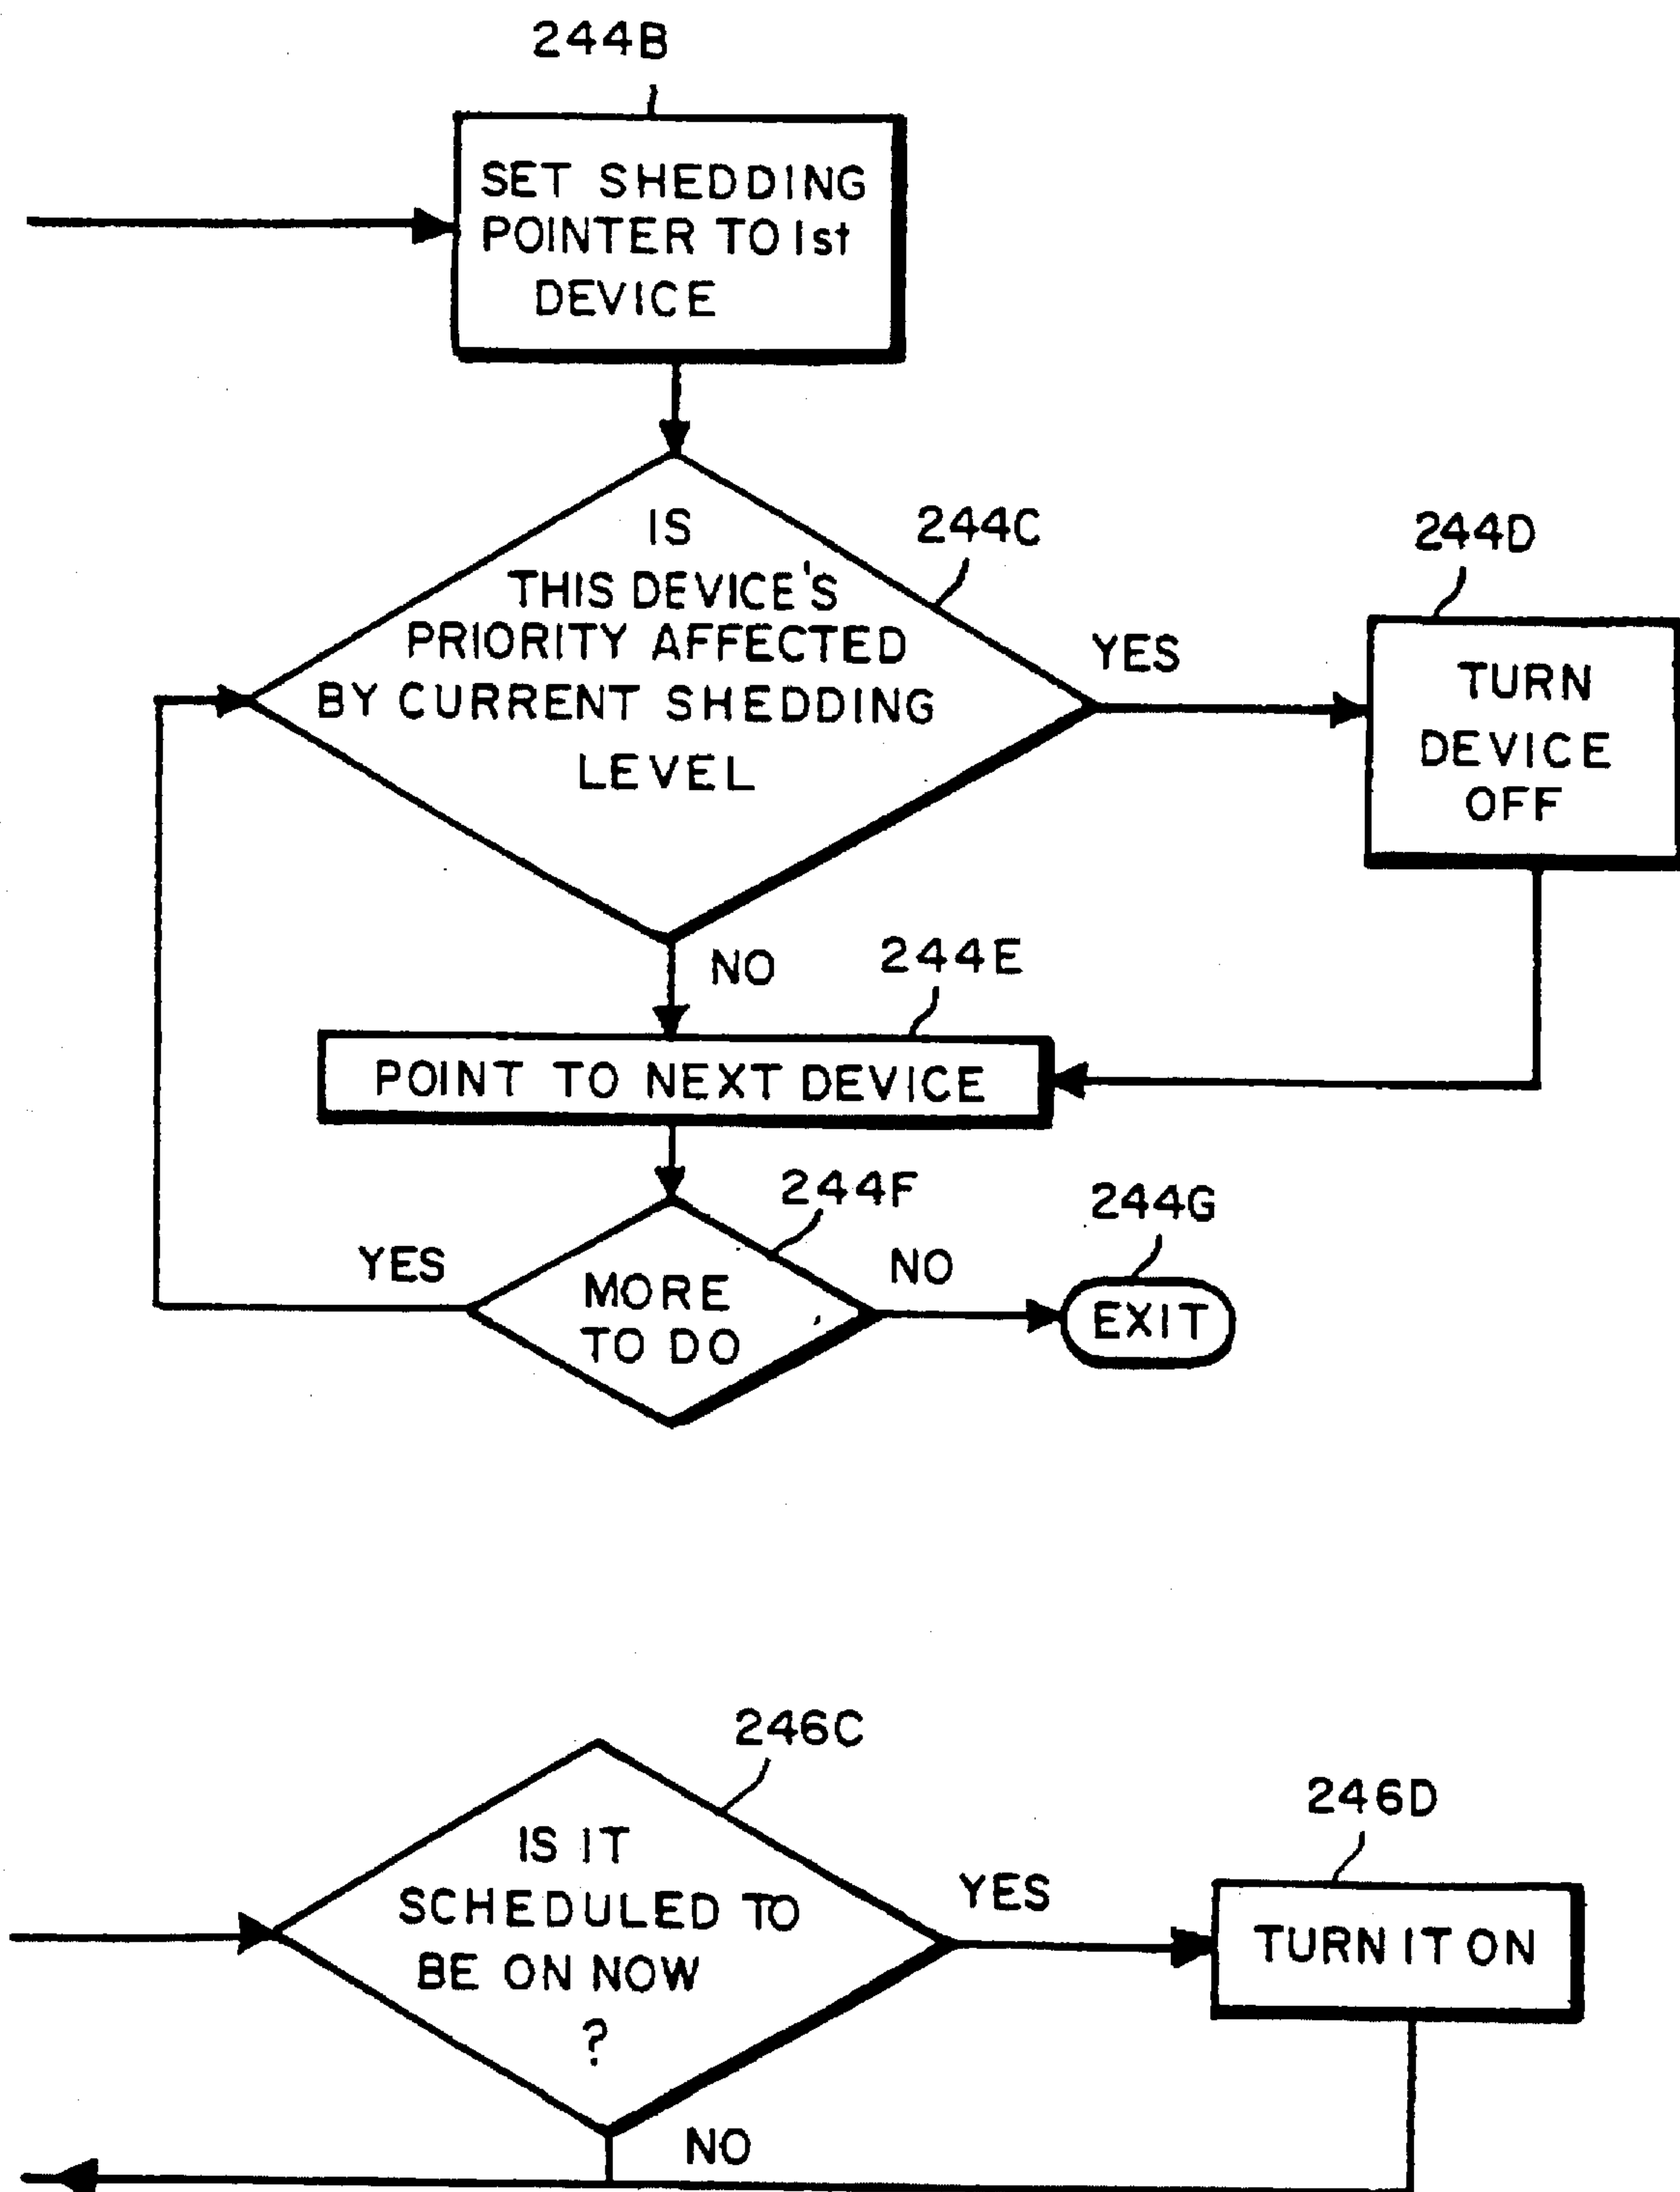 244B
SET SHEDDING
POINTER TO 1st
DEVICE
244C
IS
THIS DEVICE'S
PRIORITY AFFECTED
BY CURRENT SHEDDING
LEVEL
YES
244D
TURN
DEVICE
OFF
NO
244E
POINT TO NEXT DEVICE
244F
YES
MORE
TO DO
NO
244G
EXIT
246C
IS IT
SCHEDULED TO
BE ON NOW
?
YES
246D
TURN IT ON
NO